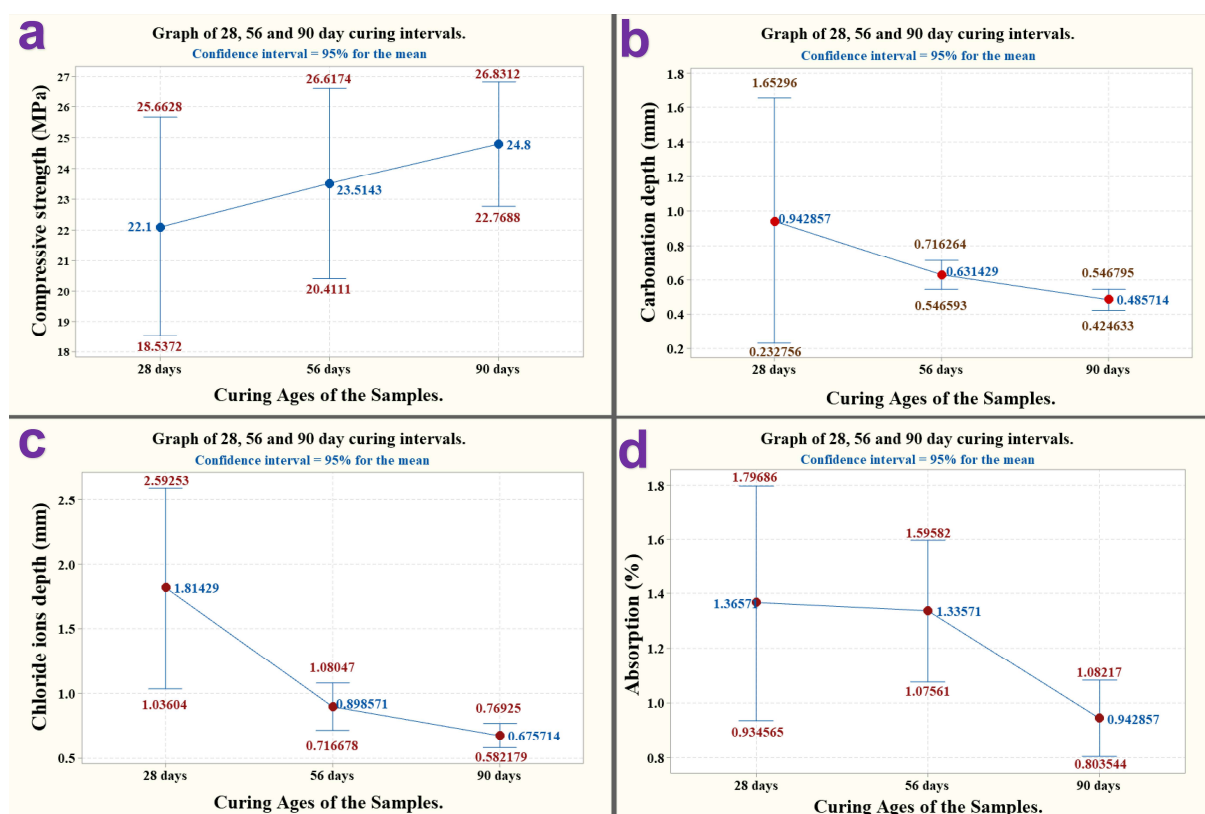 a
Graph of 28, 56 and 90 day curing intervals.
Confidence interval = 95% for the mean
Compressive strength (MPa)
27
26
25
24
23
22
21
20
19
18
25.6628
22.1
18.5372
26.6174
23.5143
20.4111
26.8312
24.8
22.7688
28 days
56 days
90 days
Curing Ages of the Samples.
b
Graph of 28, 56 and 90 day curing intervals.
Confidence interval = 95% for the mean
Carbonation depth (mm)
1.8
1.6
1.4
1.2
1.0
0.8
0.6
0.4
0.2
1.65296
0.942857
0.232756
0.716264
0.631429
0.546593
0.546795
0.485714
0.424633
28 days
56 days
90 days
Curing Ages of the Samples.
c
Graph of 28, 56 and 90 day curing intervals.
Confidence interval = 95% for the mean
Chloride ions depth (mm)
2.5
2.0
1.5
1.0
0.5
2.59253
1.81429
1.03604
1.08047
0.898571
0.716678
0.76925
0.675714
0.582179
28 days
56 days
90 days
Curing Ages of the Samples.
d
Graph of 28, 56 and 90 day curing intervals.
Confidence interval = 95% for the mean
Absorption (%)
1.8
1.6
1.4
1.2
1.0
0.8
1.79686
1.36571
0.934565
1.59582
1.33571
1.07561
1.08217
0.942857
0.803544
28 days
56 days
90 days
Curing Ages of the Samples.